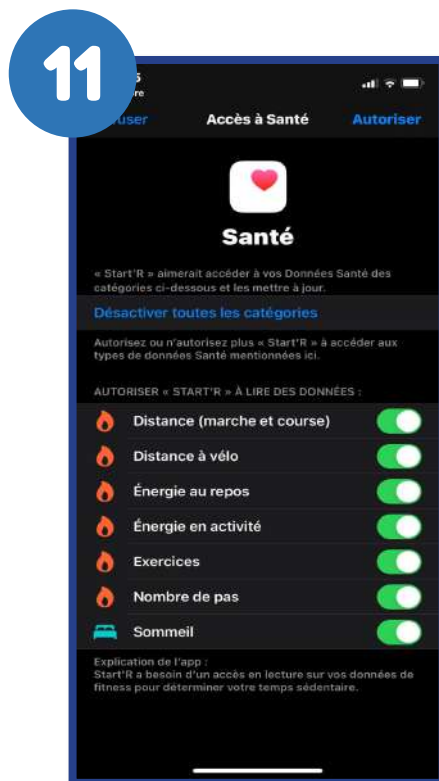 11
5
re
user
Accès à Santé
Autoriser
Santé
« Start'R » aimerait accéder à vos Données Santé des
catégories ci-dessous et les mettre à jour.
Désactiver toutes les catégories
Autorisez ou n'autorisez plus « Start'R » à accéder aux
types de données Santé mentionnées ici.
AUTORISER « START'R » À LIRE DES DONNÉES :
Distance (marche et course)
Distance à vélo
Énergie au repos
Énergie en activité
Exercices
Nombre de pas
Sommeil
Explication de l'app :
Start'R a besoin d'un accès en lecture sur vos données de
fitness pour déterminer votre temps sédentaire.